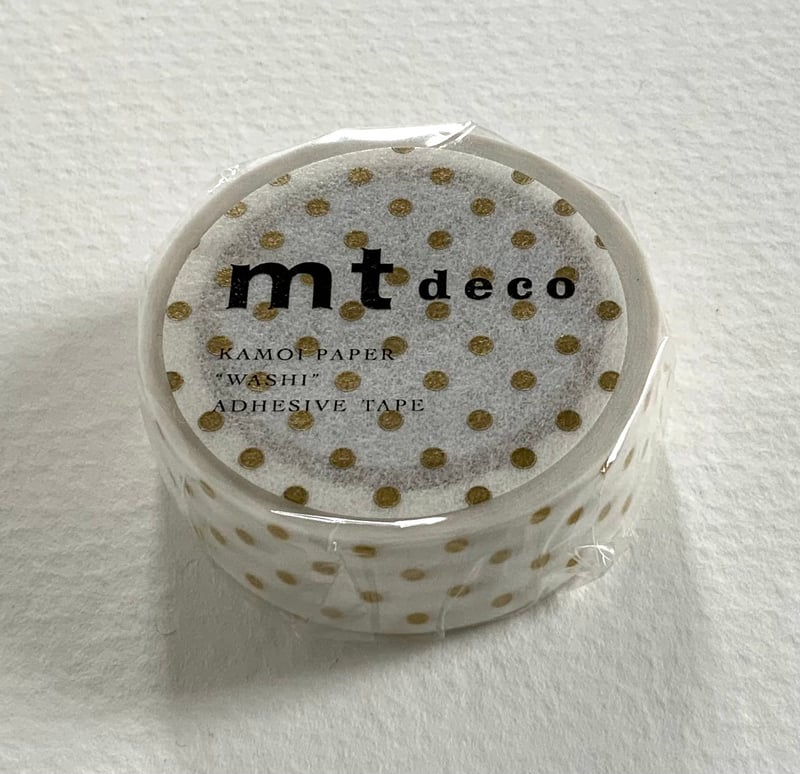 mt deco
KAMOI PAPER
"WASHI"
ADHESIVE TAPE